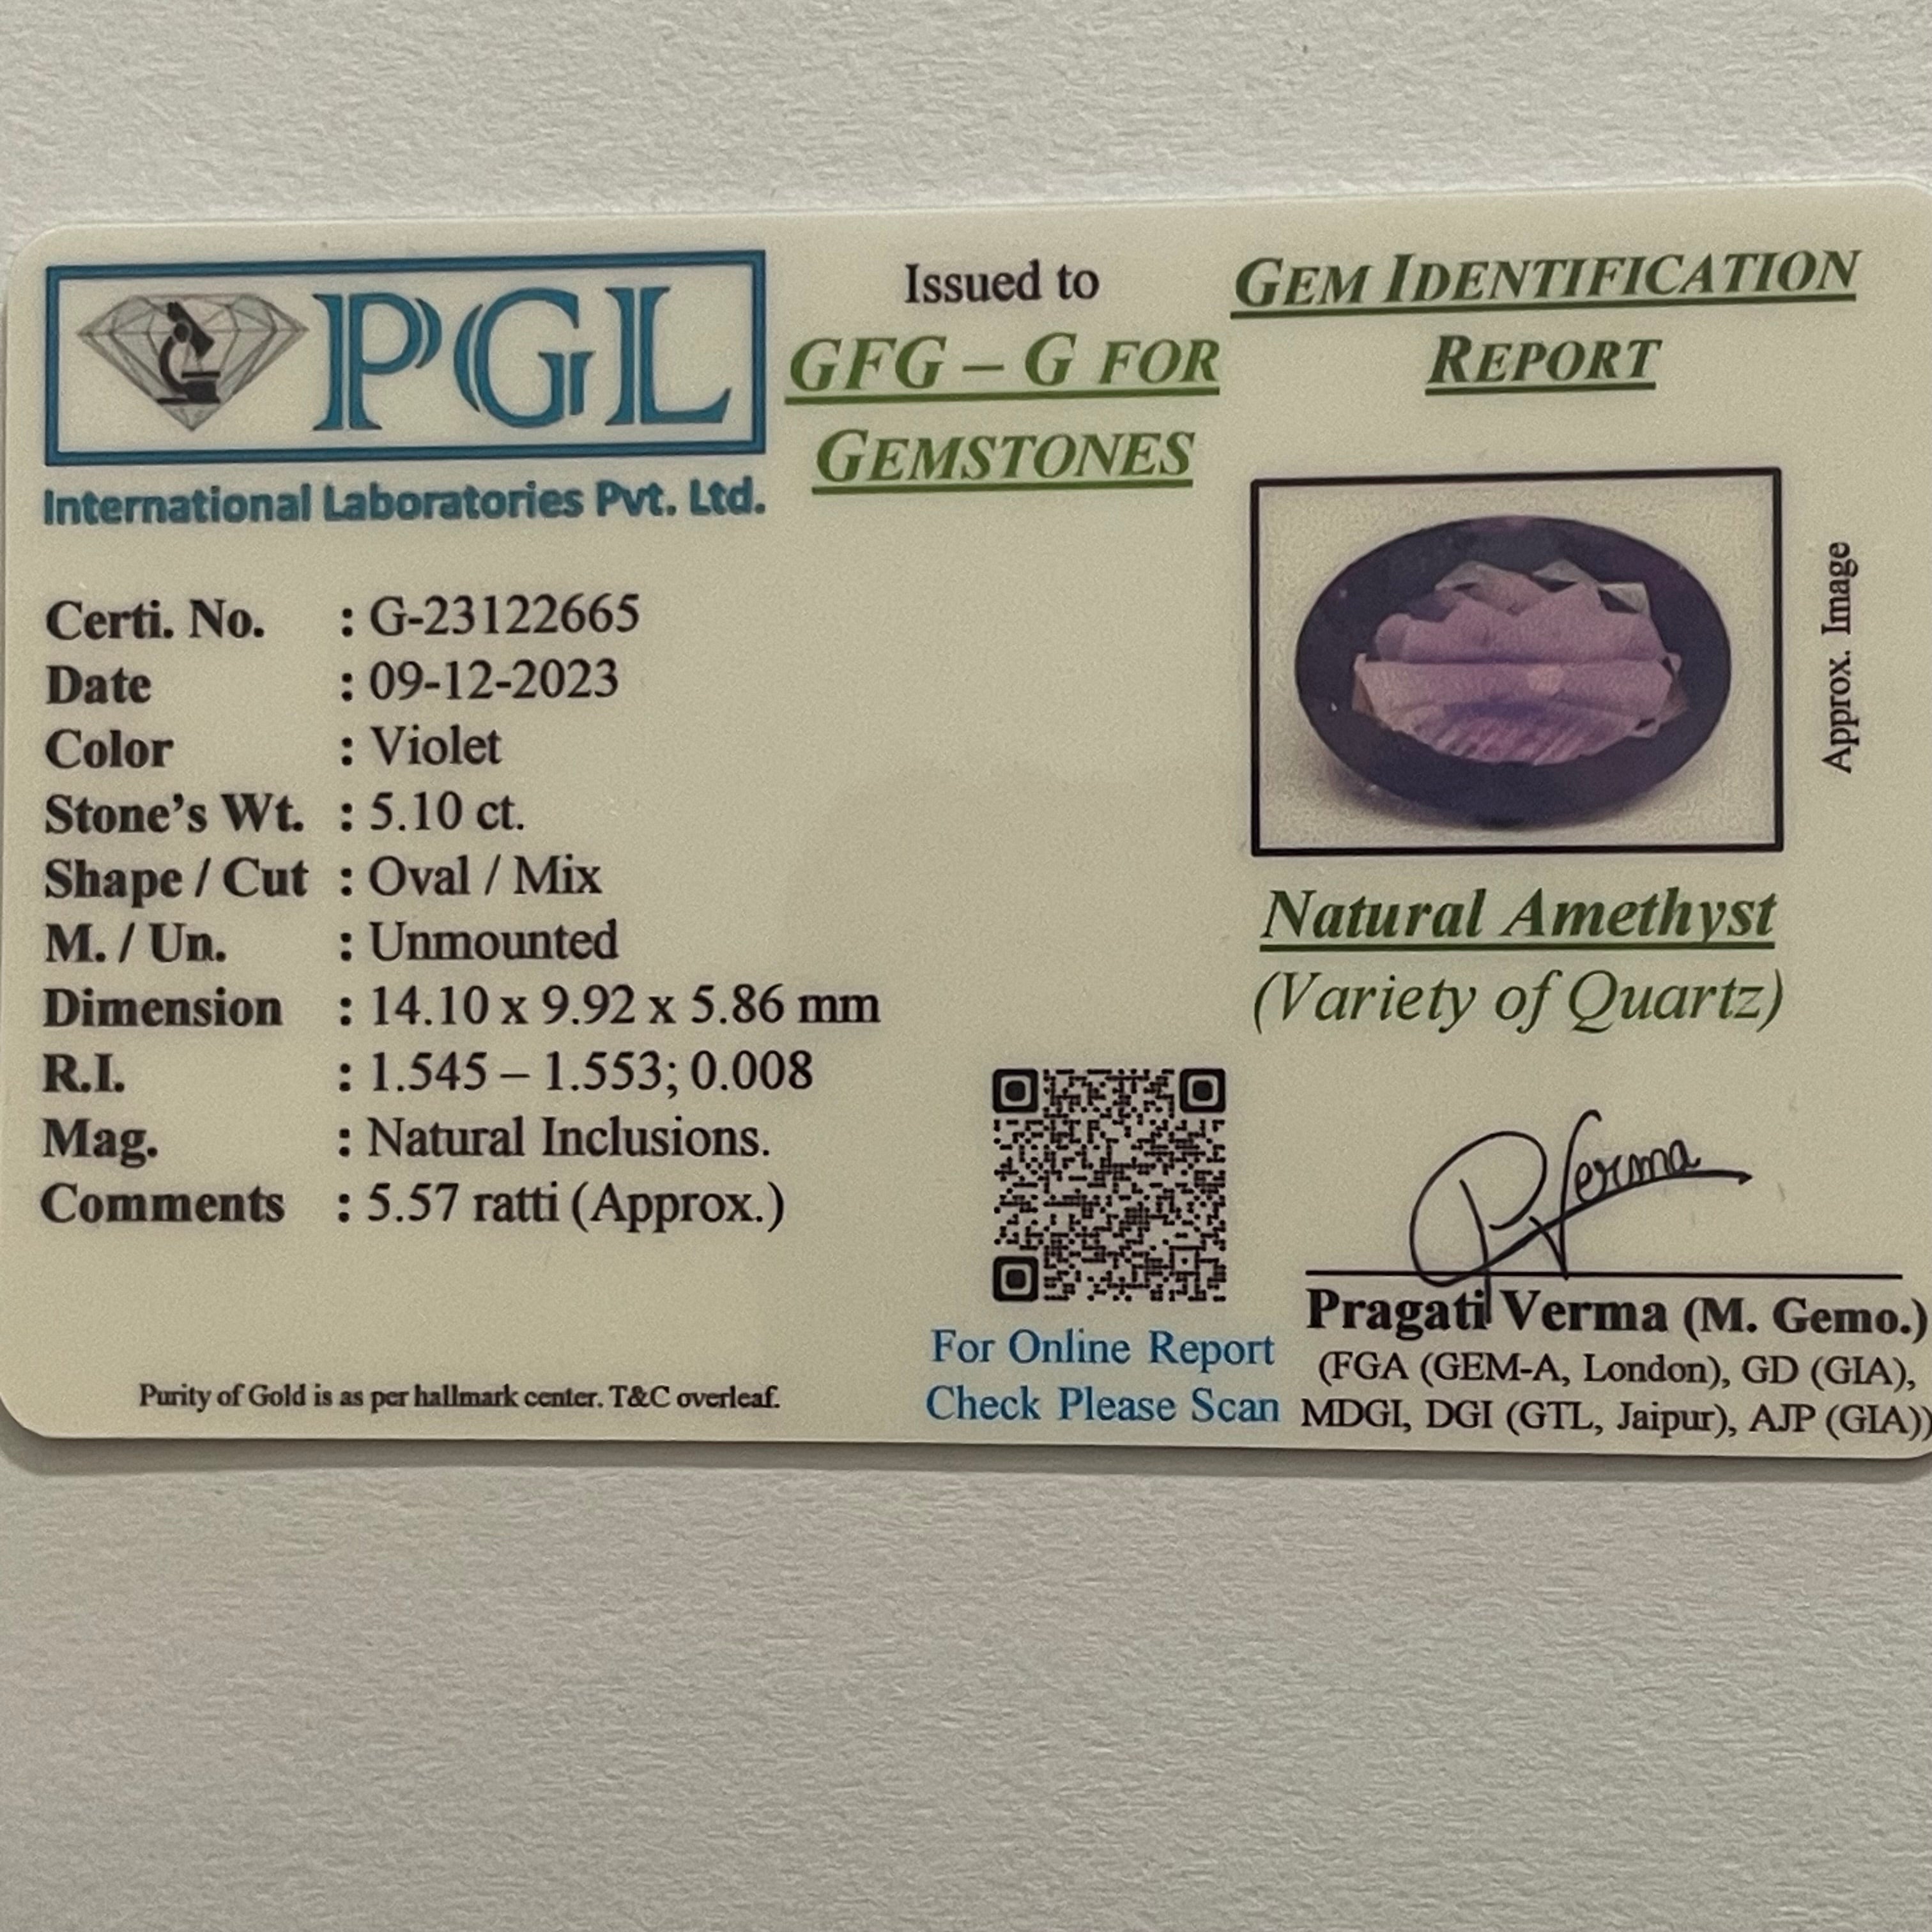 PGL
International Laboratories Pvt. Ltd.
Issued to
GFG – G FOR
GEMSTONES
GEM IDENTIFICATION
REPORT
Certi. No. : G-23122665
Date : 09-12-2023
Color : Violet
Stone's Wt. : 5.10 ct.
Shape / Cut : Oval / Mix
M. / Un. : Unmounted
Dimension : 14.10 x 9.92 x 5.86 mm
R.I. : 1.545 – 1.553; 0.008
Mag. : Natural Inclusions.
Comments : 5.57 ratti (Approx.)
Purity of Gold is as per hallmark center. T&C overleaf.
For Online Report
Check Please Scan
Approx. Image
Natural Amethyst
(Variety of Quartz)
PVerma
Pragati Verma (M. Gemo.)
(FGA (GEM-A, London), GD (GIA),
MDGI, DGI (GTL, Jaipur), AJP (GIA))